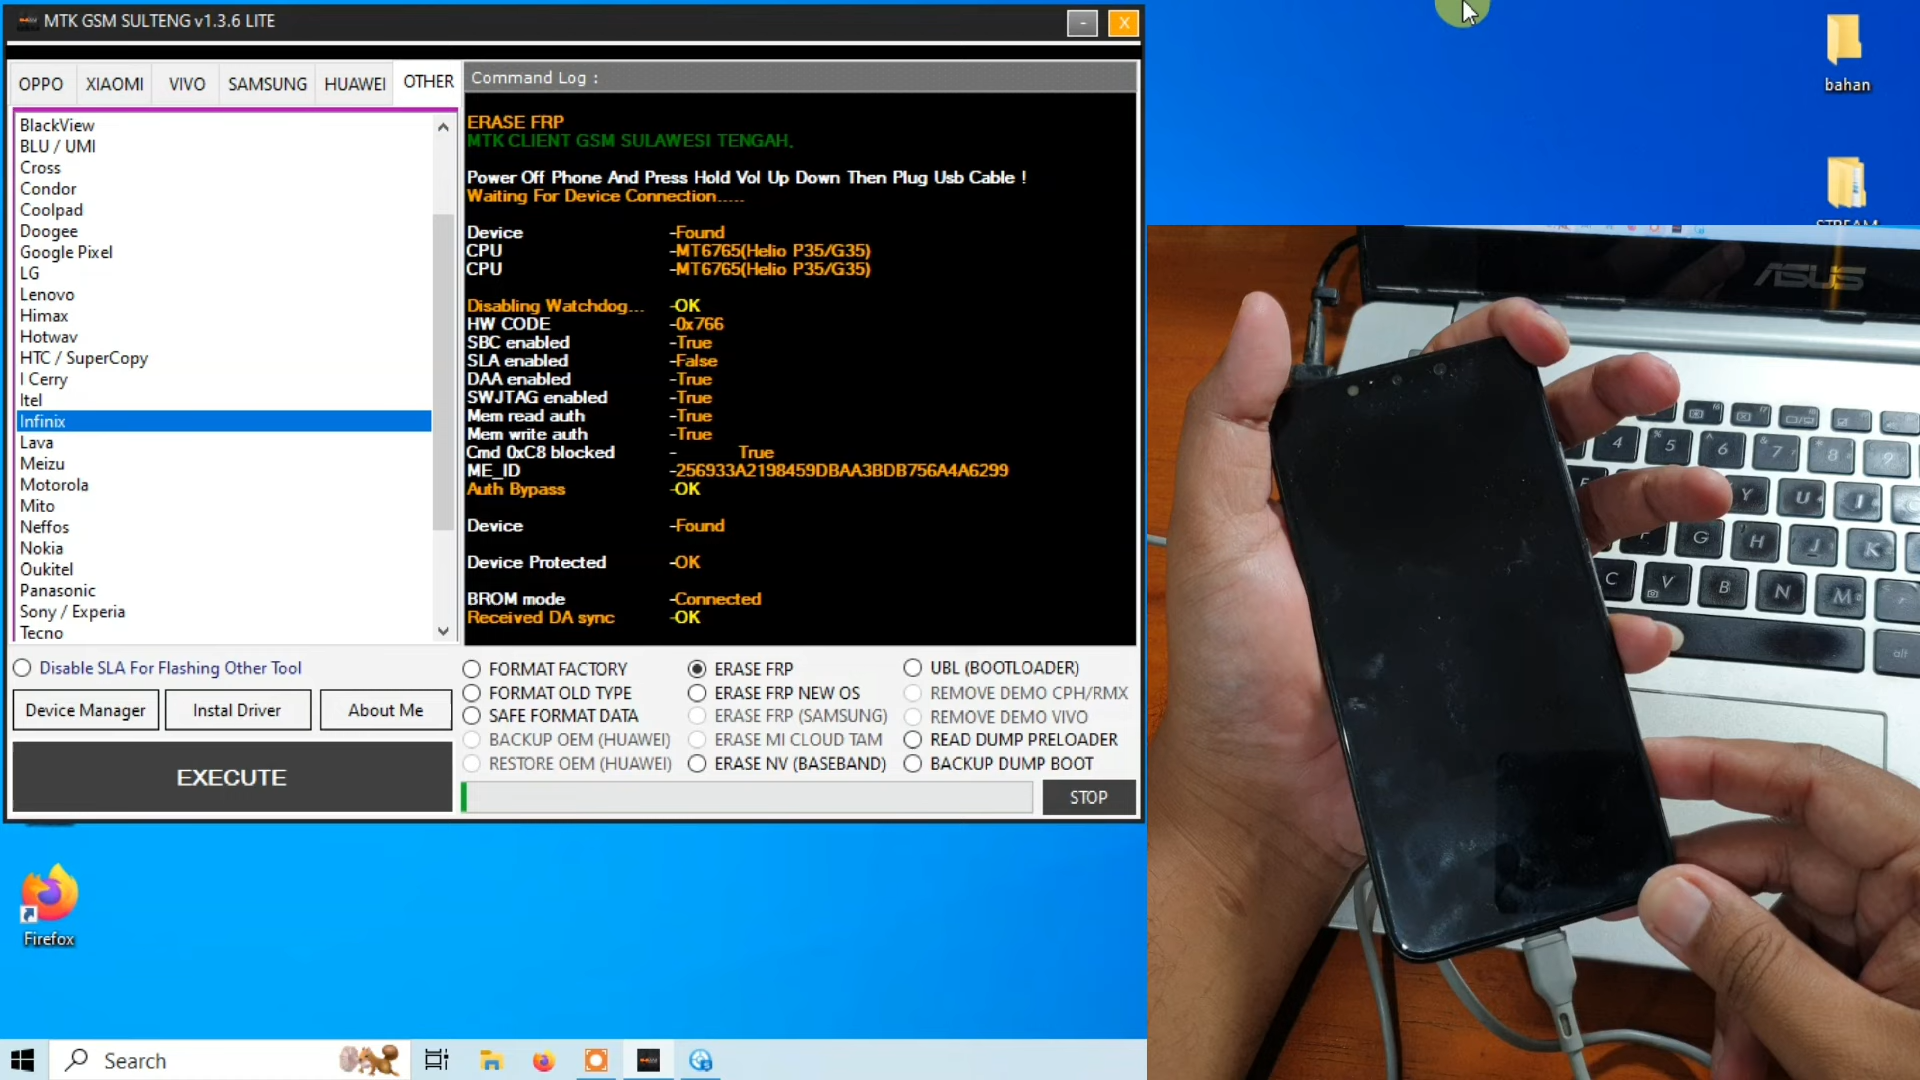 MTK GSM SULTENG v1.3.6 LITE
-
X
OPPO
XIAOMI
VIVO
SAMSUNG
HUAWEI
OTHER
BlackView
BLU / UMI
Cross
Condor
Coolpad
Doogee
Google Pixel
LG
Lenovo
Himax
Hotwav
HTC / SuperCopy
I Cerry
Itel
Infinix
Lava
Meizu
Motorola
Mito
Neffos
Nokia
Oukitel
Panasonic
Sony / Experia
Tecno
Command Log :
ERASE FRP
MTK CLIENT GSM SULAWESI TENGAH.
Power Off Phone And Press Hold Vol Up Down Then Plug Usb Cable !
Waiting For Device Connection.....
Device -Found
CPU -MT6765(Helio P35/G35)
CPU -MT6765(Helio P35/G35)
Disabling Watchdog... -OK
HW CODE -0x766
SBC enabled -True
SLA enabled -False
DAA enabled -True
SWJTAG enabled -True
Mem read auth -True
Mem write auth -True
Cmd 0xC8 blocked - True
ME_ID -256933A2198459DBAA3BDB756A4A6299
Auth Bypass -OK
Device -Found
Device Protected -OK
BROM mode -Connected
Received DA sync -OK
Disable SLA For Flashing Other Tool
Device Manager
Instal Driver
About Me
EXECUTE
FORMAT FACTORY
FORMAT OLD TYPE
SAFE FORMAT DATA
BACKUP OEM (HUAWEI)
RESTORE OEM (HUAWEI)
ERASE FRP
ERASE FRP NEW OS
ERASE FRP (SAMSUNG)
ERASE MI CLOUD TAM
ERASE NV (BASEBAND)
UBL (BOOTLOADER)
REMOVE DEMO CPH/RMX
REMOVE DEMO VIVO
READ DUMP PRELOADER
BACKUP DUMP BOOT
STOP
Firefox
Search
bahan
STREAM
ASUS
4 5 6 7 8 9
Y U I
G H J K
C V B N M
alt